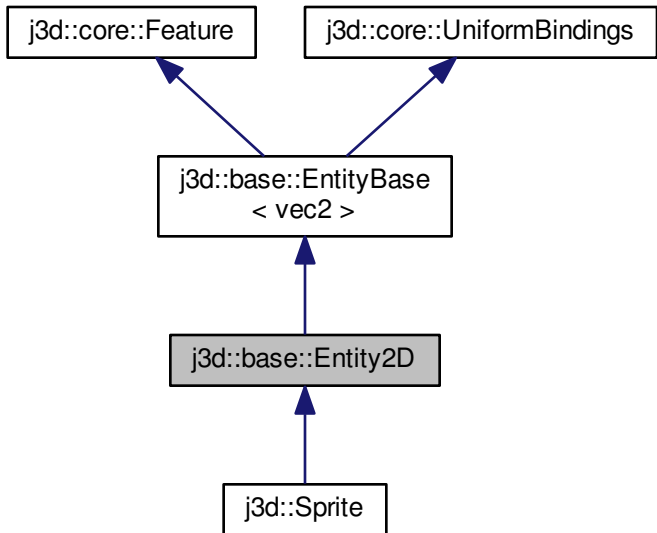 j3d::core::Feature
j3d::core::UniformBindings
j3d::base::EntityBase
< vec2 >
j3d::base::Entity2D
j3d::Sprite